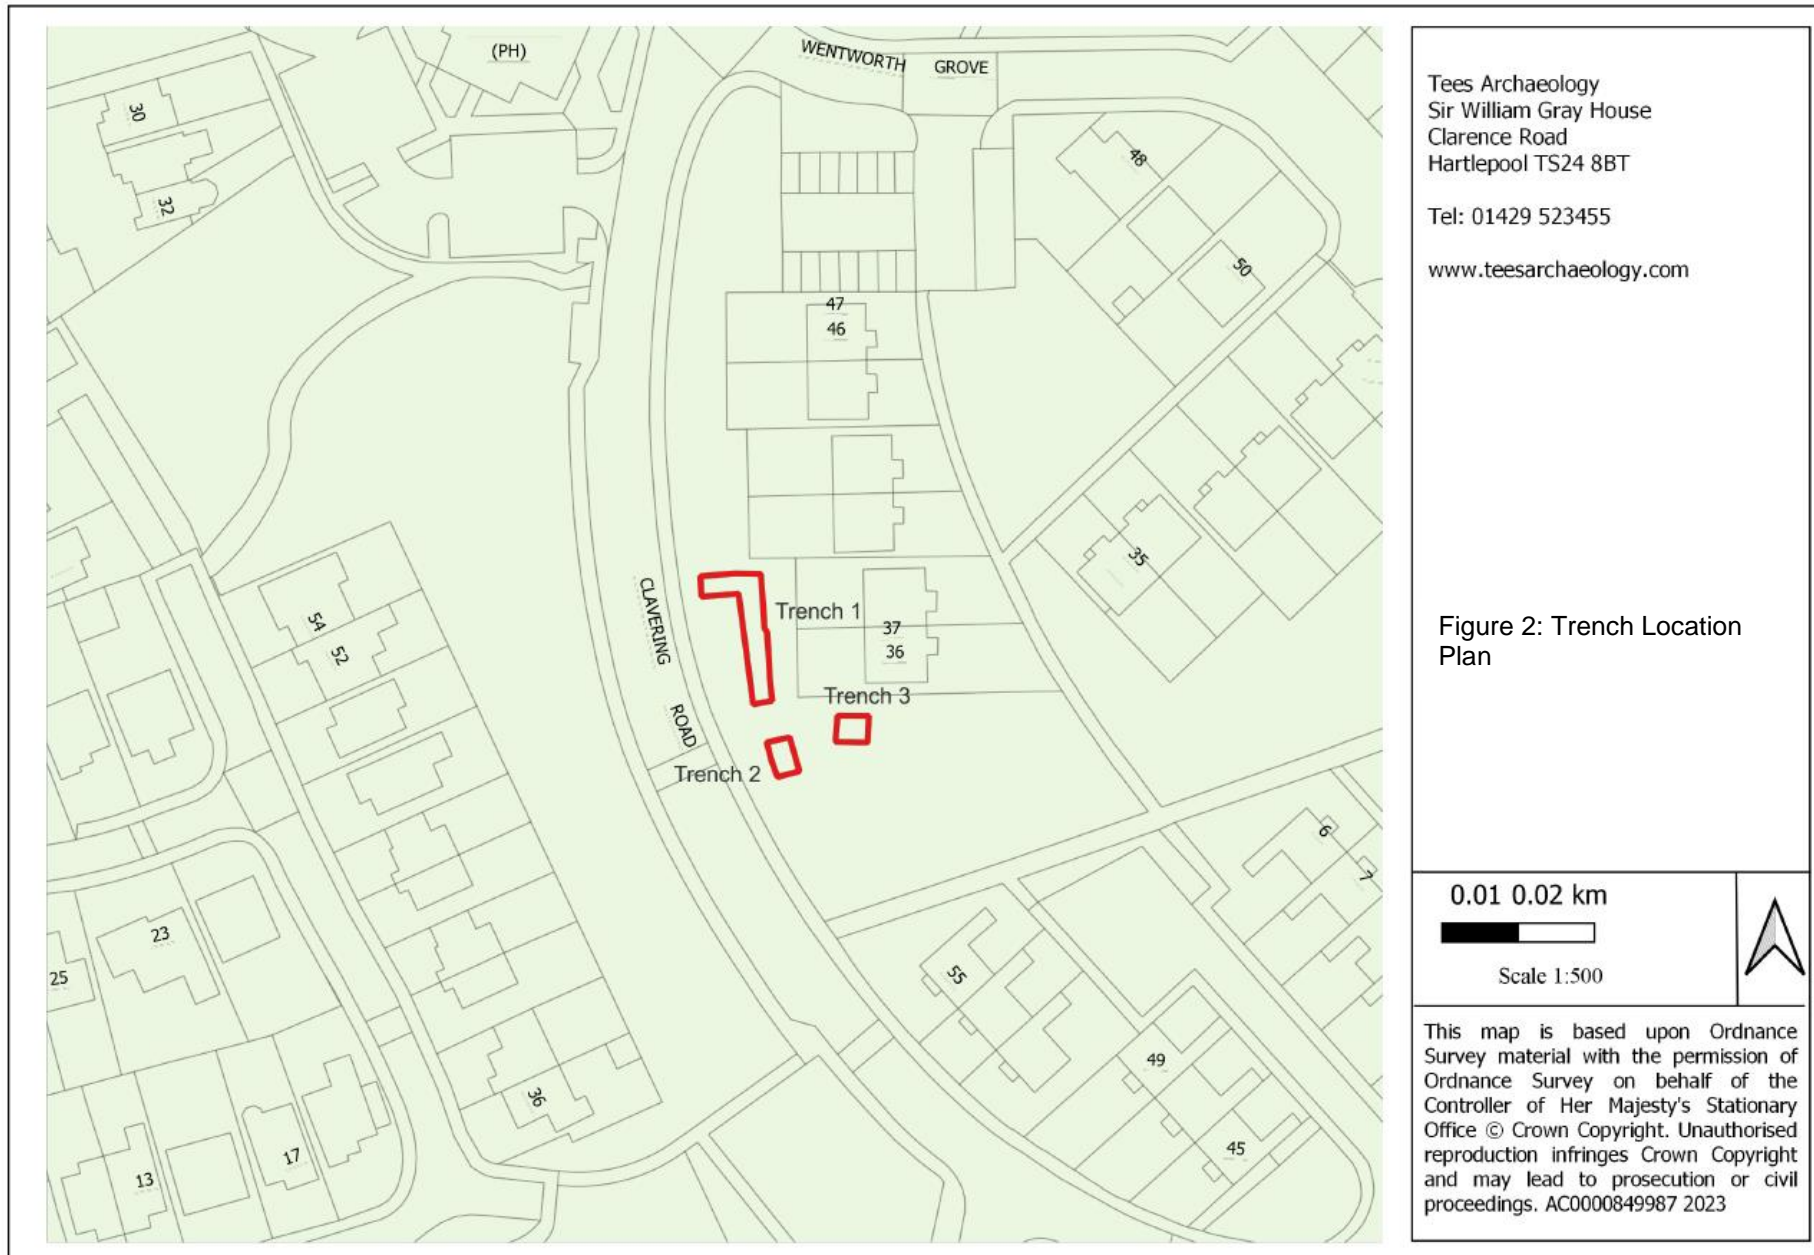 (PH)
WENTWORTH GROVE
30
32
48
50
47
46
35
CLAVERING
ROAD
54
52
Trench 1
37
36
Trench 3
Trench 2
6
7
23
25
55
49
45
36
17
13
Tees Archaeology
Sir William Gray House
Clarence Road
Hartlepool TS24 8BT
Tel: 01429 523455
www.teesarchaeology.com
Figure 2: Trench Location
Plan
0.01 0.02 km
Scale 1:500
This map is based upon Ordnance
Survey material with the permission of
Ordnance Survey on behalf of the
Controller of Her Majesty's Stationary
Office © Crown Copyright. Unauthorised
reproduction infringes Crown Copyright
and may lead to prosecution or civil
proceedings. AC0000849987 2023